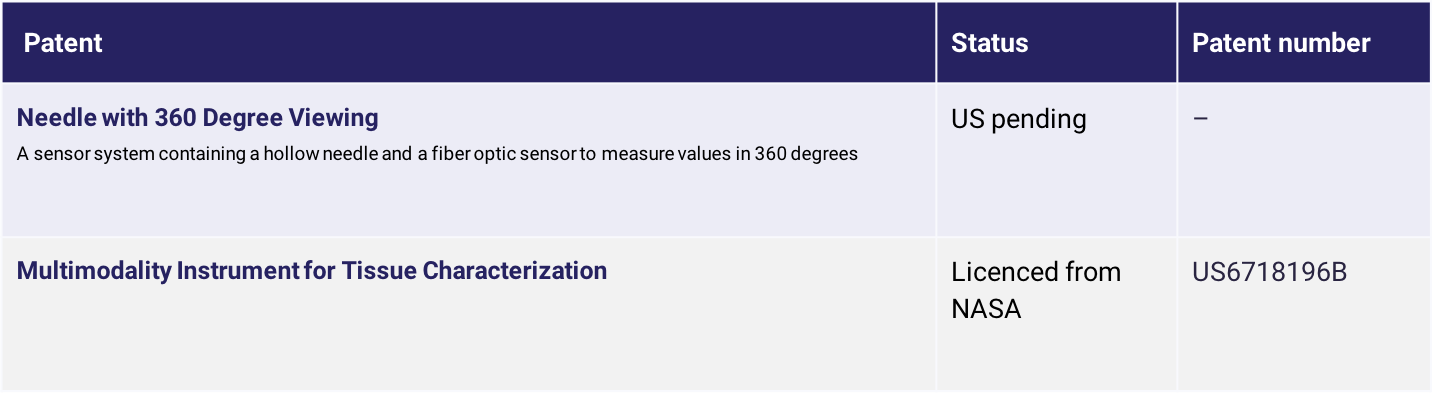 Patent Status Patent number
Needle with 360 Degree Viewing US pending –
A sensor system containing a hollow needle and a fiber optic sensor to measure values in 360 degrees
Multimodality Instrument for Tissue Characterization Licenced from US6718196B
NASA